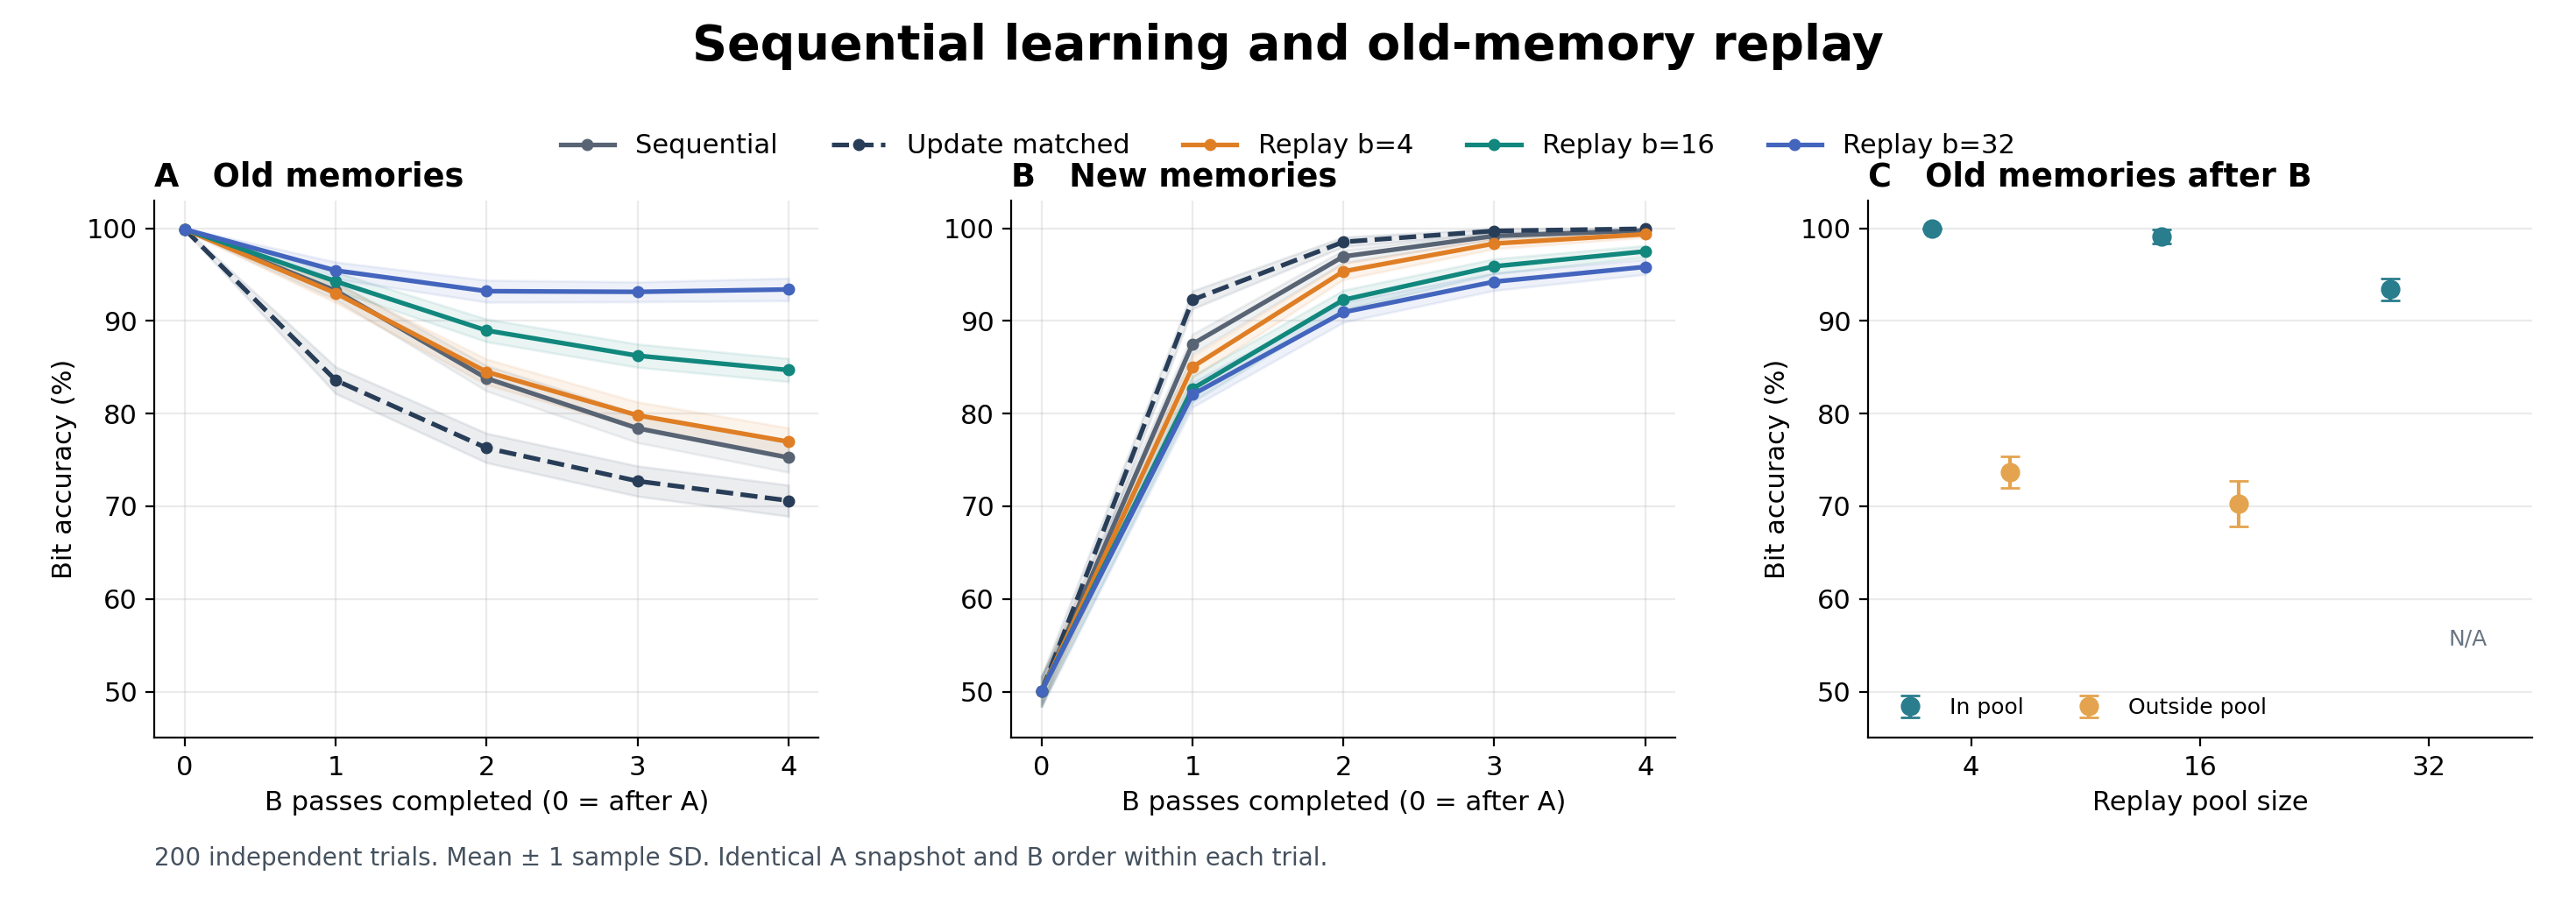 Sequential learning and old-memory replay
Sequential Update matched Replay b=4 Replay b=16 Replay b=32
A Old memories
100
90
80
70
60
50
Bit accuracy (%)
0 1 2 3 4
B passes completed (0 = after A)
B New memories
100
90
80
70
60
50
0 1 2 3 4
B passes completed (0 = after A)
C Old memories after B
100
90
80
70
60
50
Bit accuracy (%)
N/A
In pool Outside pool
4 16 32
Replay pool size
200 independent trials. Mean ± 1 sample SD. Identical A snapshot and B order within each trial.